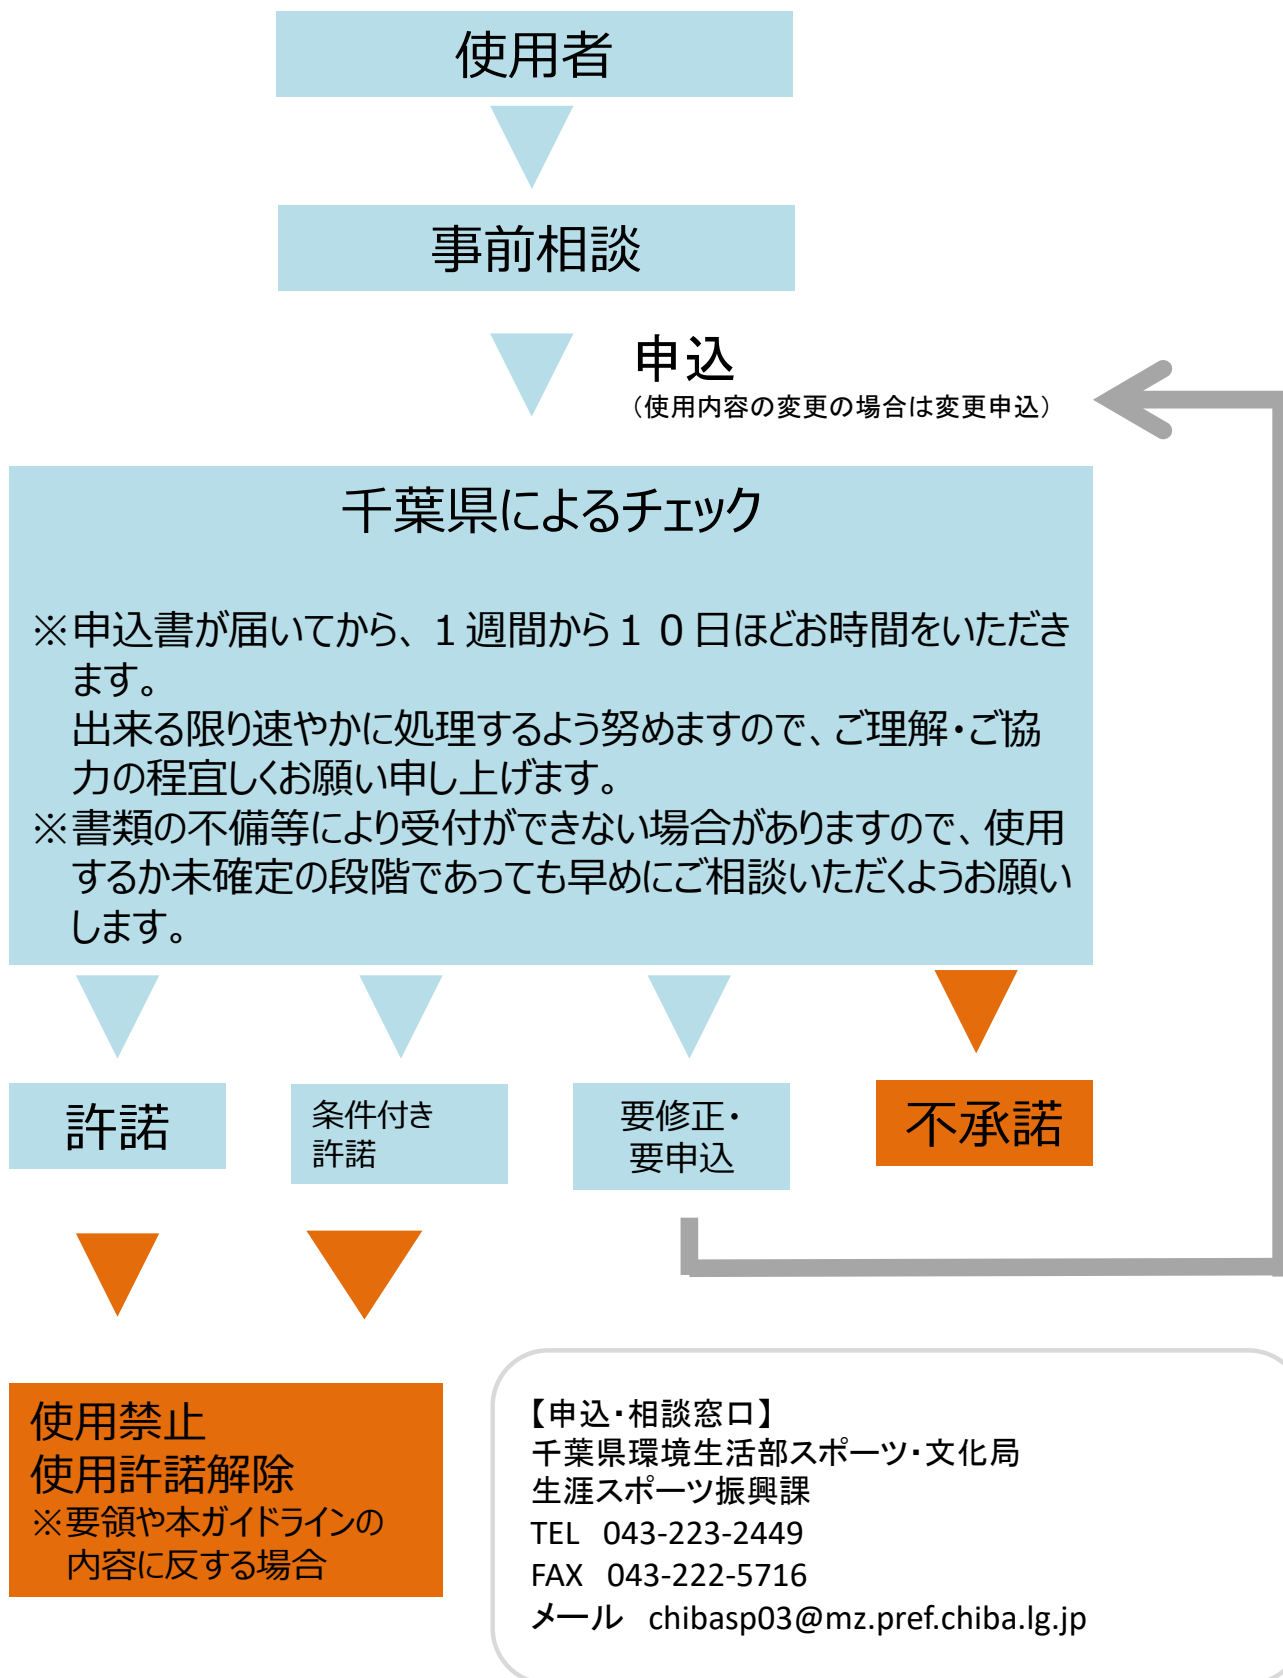 使用者
事前相談
申込
（使用内容の変更の場合は変更申込）
千葉県によるチェック
※申込書が届いてから、１週間から１０日ほどお時間をいただき
ます。
出来る限り速やかに処理するよう努めますので、ご理解・ご協
力の程宜しくお願い申し上げます。
※書類の不備等により受付ができない場合がありますので、使用
するか未確定の段階であっても早めにご相談いただくようお願い
します。
許諾
条件付き
許諾
要修正・
要申込
不承諾
使用禁止
使用許諾解除
※要領や本ガイドラインの
内容に反する場合
【申込・相談窓口】
千葉県環境生活部スポーツ・文化局
生涯スポーツ振興課
TEL 043-223-2449
FAX 043-222-5716
メール chibasp03@mz.pref.chiba.lg.jp